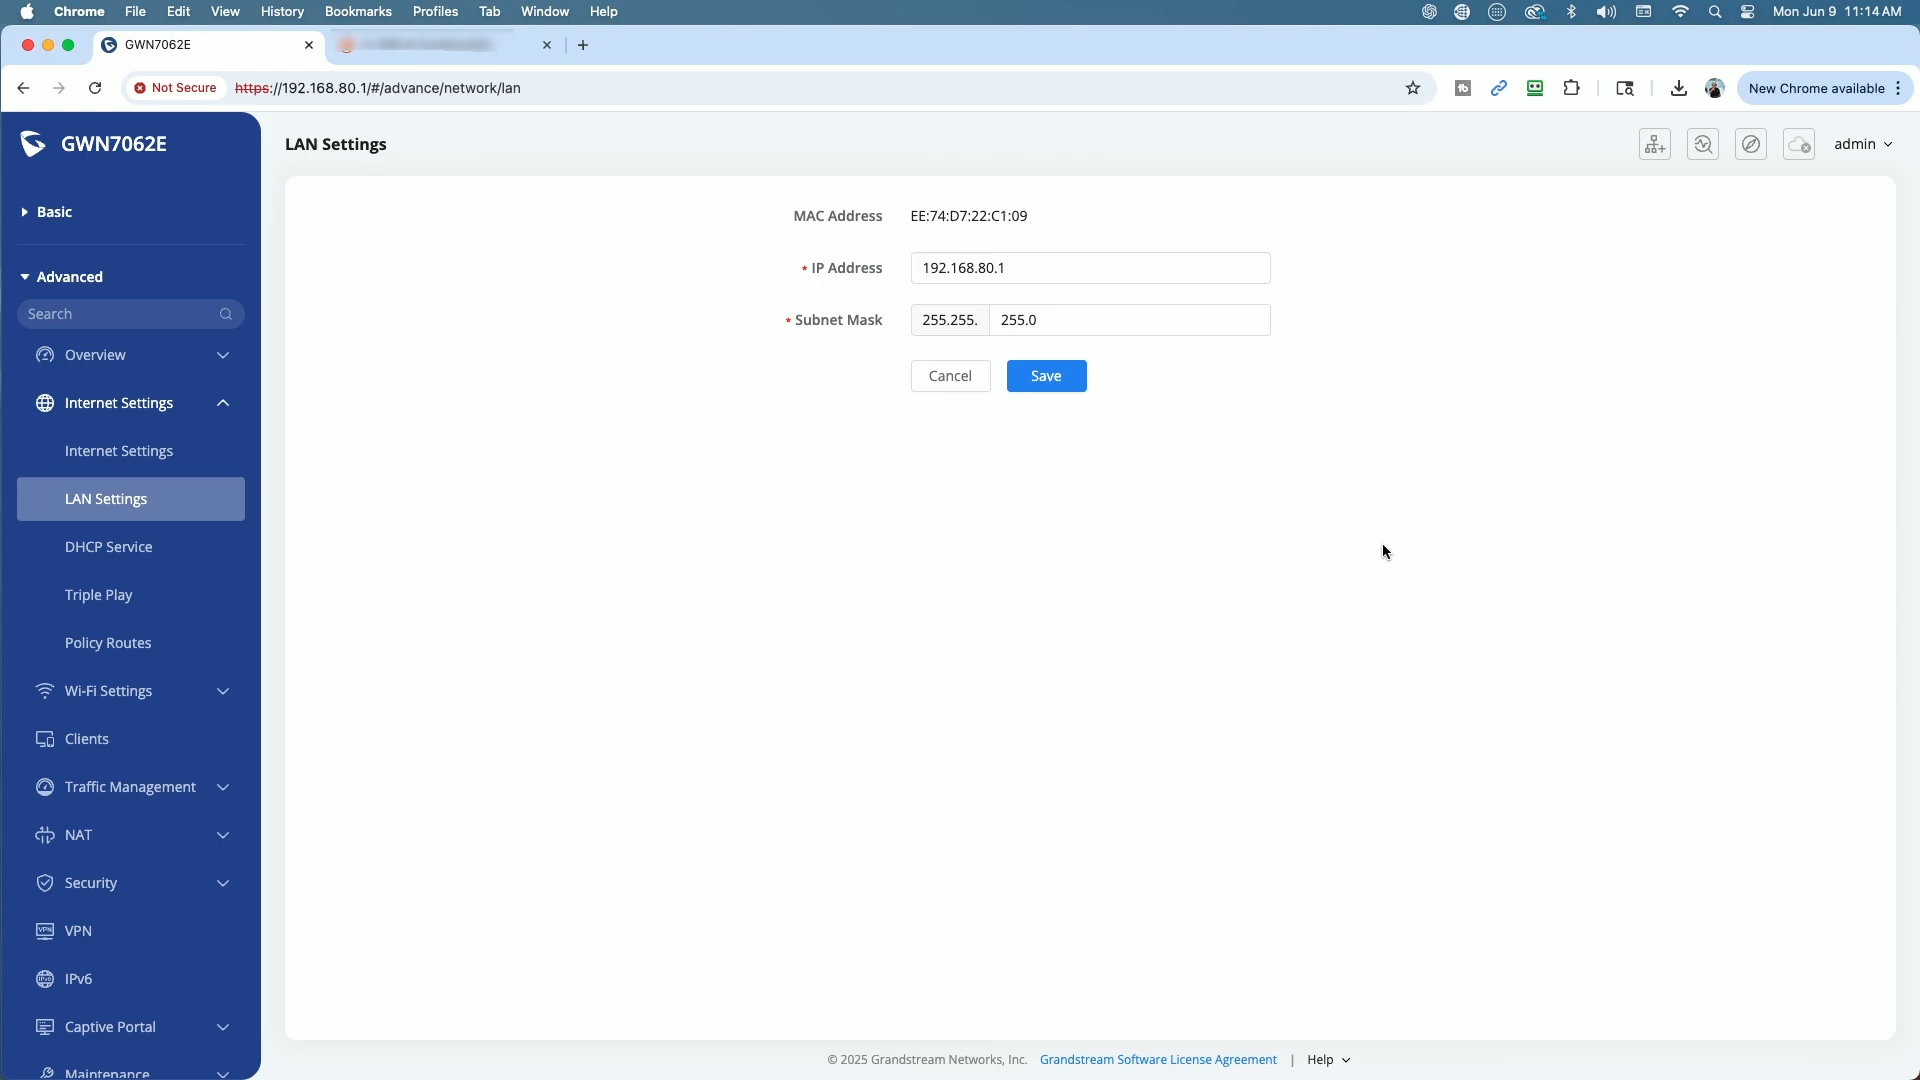 Chrome File Edit View History Bookmarks Profiles Tab Window Help Mon Jun 9 11:14 AM
GWN7062E
Not Secure https://192.168.80.1/#/advance/network/lan New Chrome available
GWN7062E
LAN Settings
admin
Basic
Advanced
Search
Overview
Internet Settings
Internet Settings
LAN Settings
DHCP Service
Triple Play
Policy Routes
Wi-Fi Settings
Clients
Traffic Management
NAT
Security
VPN
IPv6
Captive Portal
Maintenance
MAC Address EE:74:D7:22:C1:09
* IP Address 192.168.80.1
* Subnet Mask 255.255. 255.0
Cancel Save
© 2025 Grandstream Networks, Inc. Grandstream Software License Agreement | Help